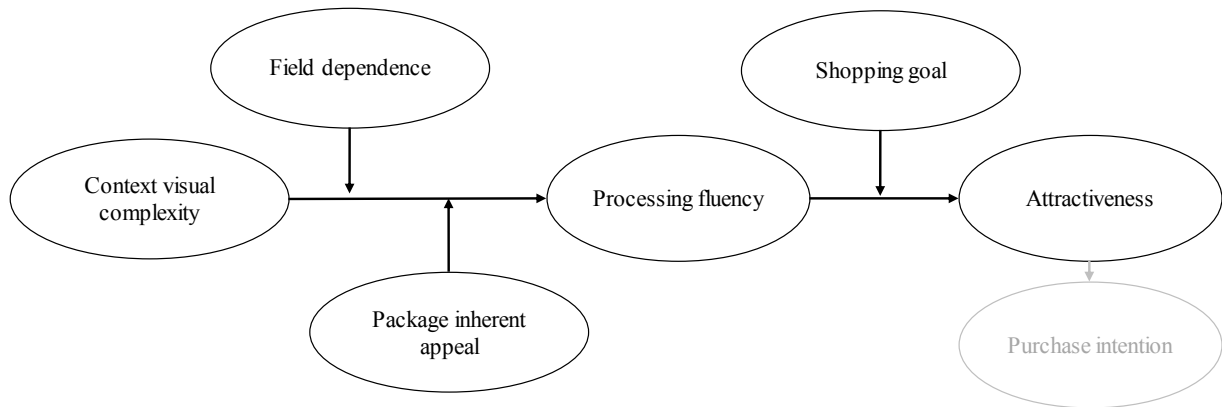 Field dependence
Shopping goal
Context visual
complexity
Processing fluency
Attractiveness
Package inherent
appeal
Purchase intention